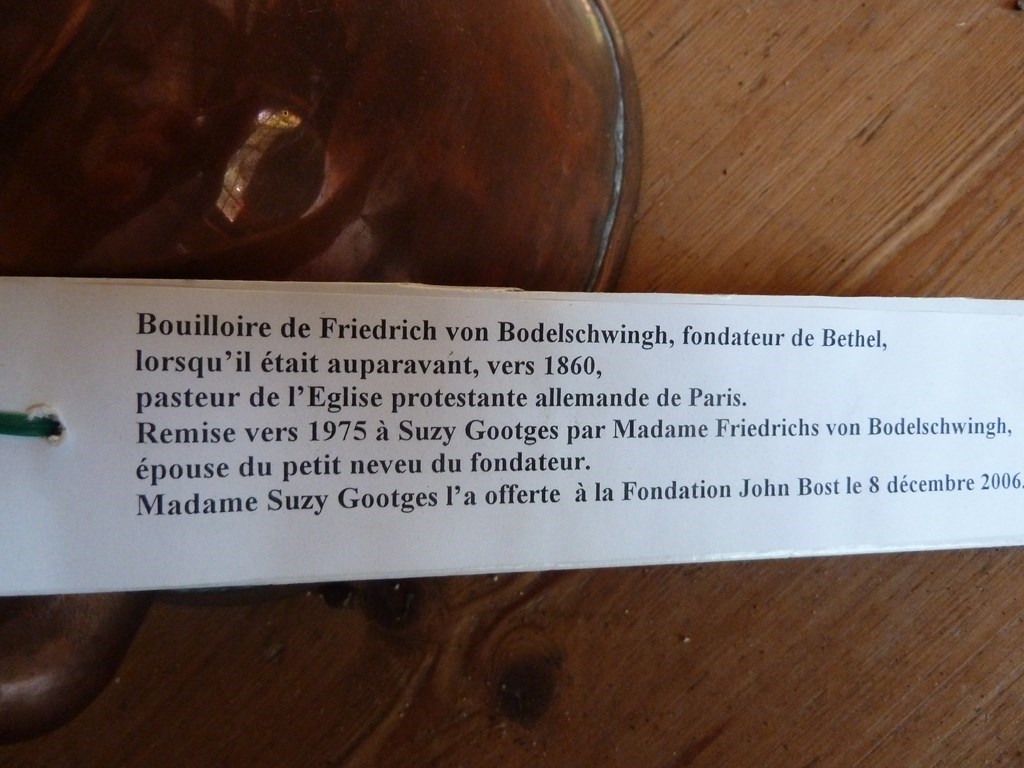 Bouilloire de Friedrich von Bodelschwingh, fondateur de Bethel,
lorsqu'il était auparavant, vers 1860,
pasteur de l'Eglise protestante allemande de Paris.
Remise vers 1975 à Suzy Gootges par Madame Friedrichs von Bodelschwingh,
épouse du petit neveu du fondateur.
Madame Suzy Gootges l'a offerte à la Fondation John Bost le 8 décembre 2006.